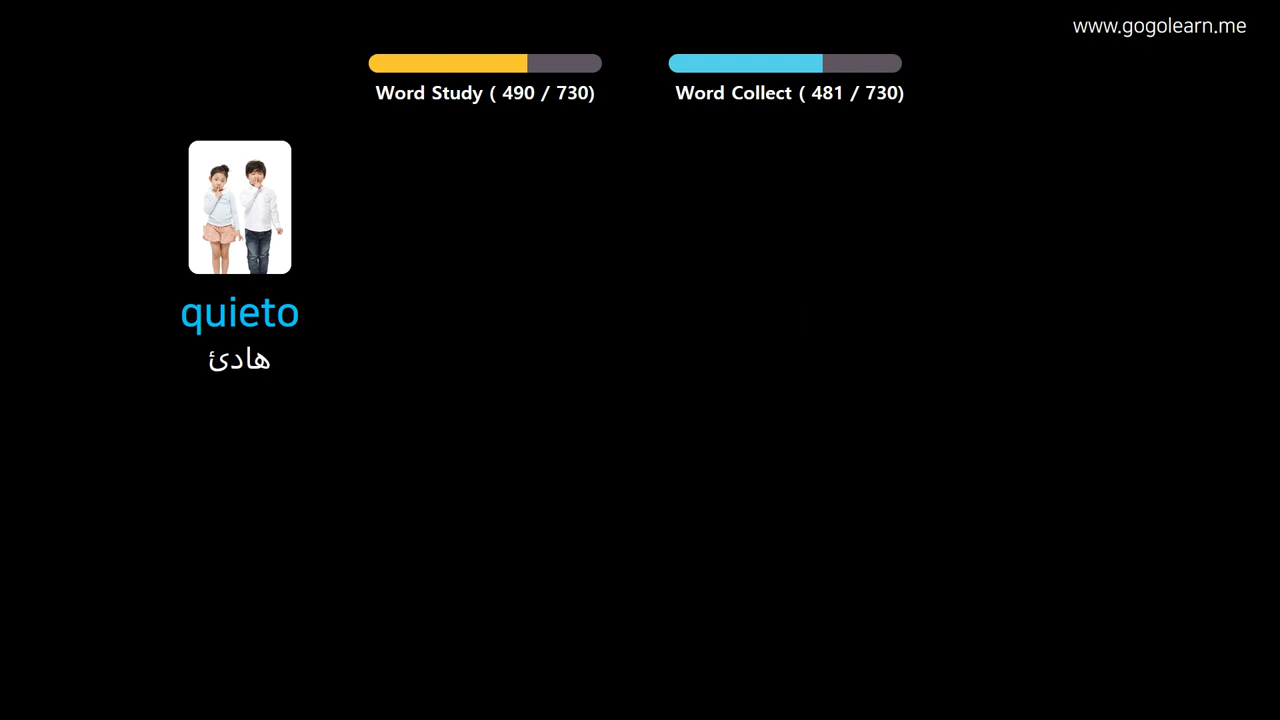 www.gogolearn.me
Word Study ( 490 / 730)
Word Collect ( 481 / 730)
quieto
هادئ